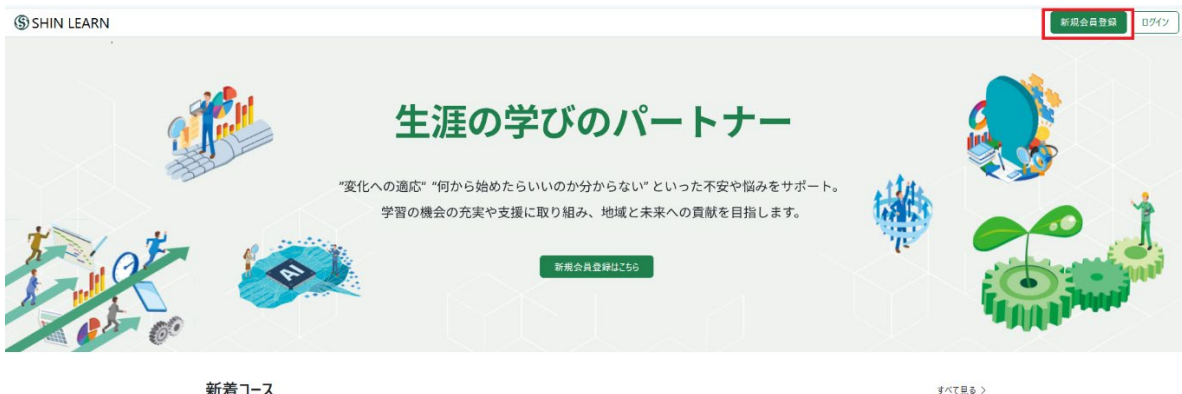 SHIN LEARN
新規会員登録
ログイン
生涯の学びのパートナー
"変化への適応" "何から始めたらいいのか分からない" といった不安や悩みをサポート。
学習の機会の充実や支援に取り組み、地域と未来への貢献を目指します。
AI
新規会員登録はこちら
新着コース
すべて見る >